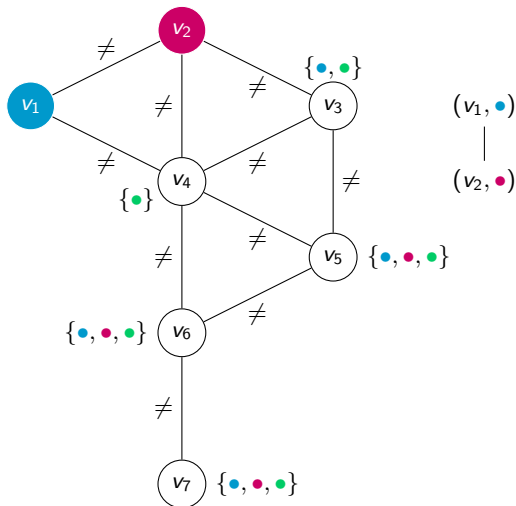 v2
≠
{•, •}
v1
≠
≠
v3
(v1, •)
≠
≠
v4
≠
(v2, •)
{•}
≠
≠
v5
{•, •, •}
≠
{•, •, •}
v6
≠
≠
v7
{•, •, •}